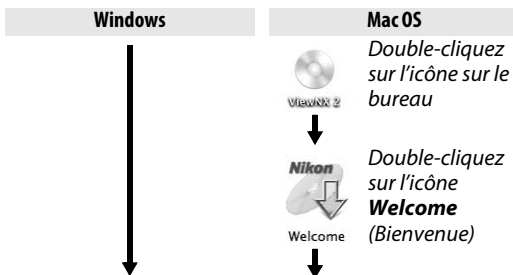 Windows
Mac OS
Double-cliquez
sur l’icône sur le
bureau
ViewNX 2
Double-cliquez
sur l’icône
Welcome
(Bienvenue)
Nikon
Welcome